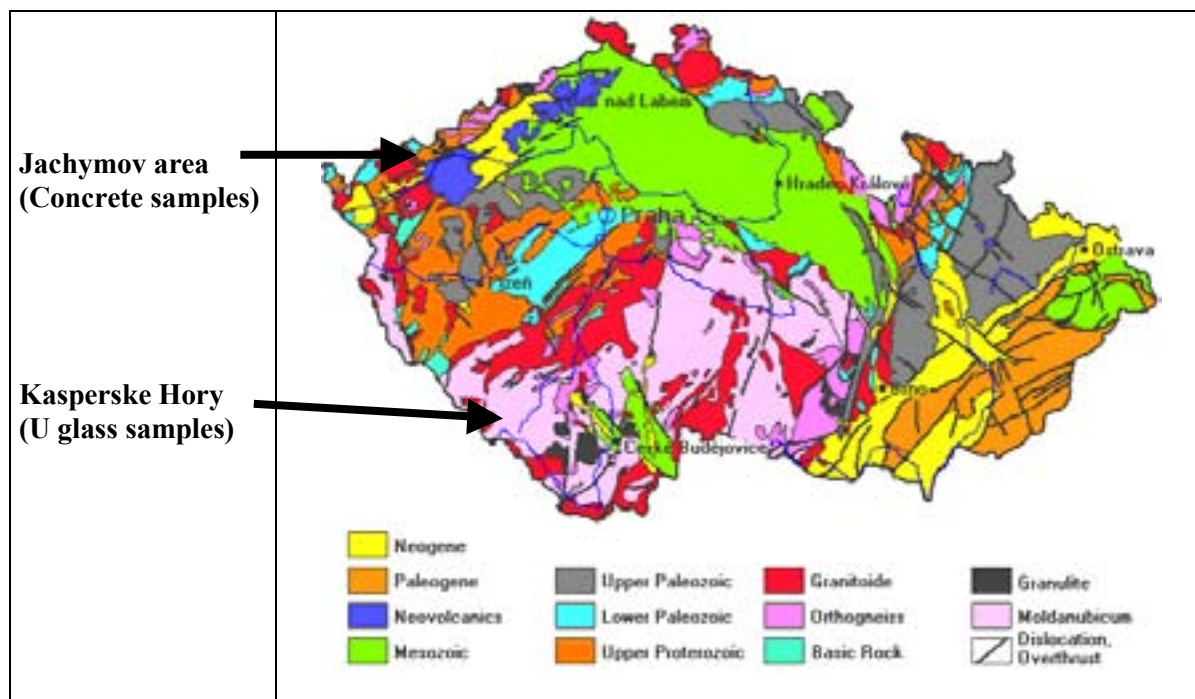 Jachymov area
(Concrete samples)
Kasperske Hory
(U glass samples)
nad Labem
Hradec Králové
Praha
Plzeň
Ostrava
Brno
České Budějovice
Neogene
Paleogene
Neovolcanics
Mesozoic
Upper Paleozoic
Lower Paleozoic
Upper Proterozoic
Granitoide
Orthogneiss
Basic Rock
Granulite
Moldanubicum
Dislocation,
Overthrust